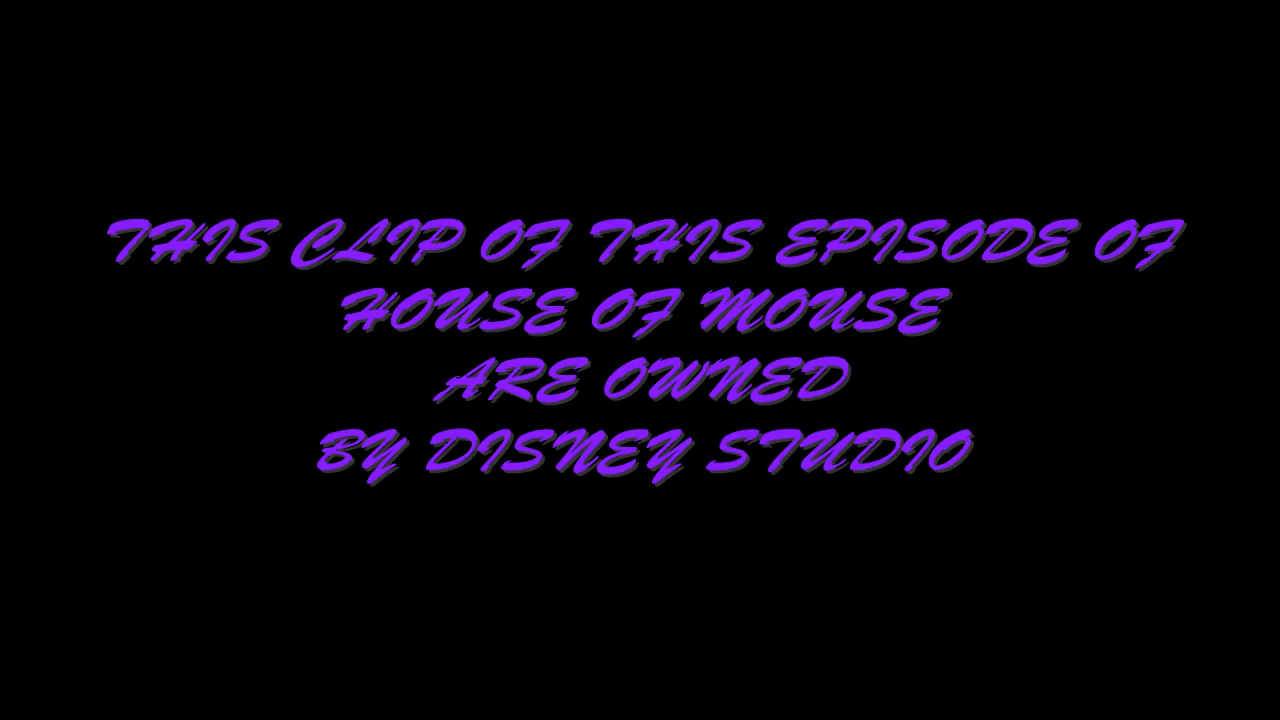 THIS CLIP OF THIS EPISODE OF
HOUSE OF MOUSE
ARE OWNED
BY DISNEY STUDIO